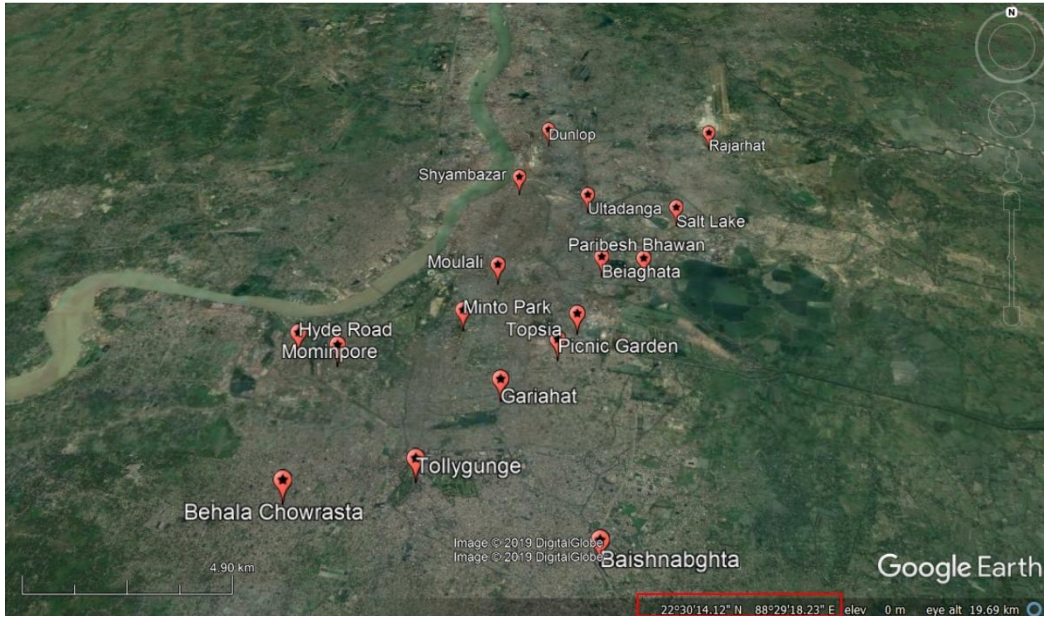 N
Dunlop
Rajarhat
Shyambazar
Ultadanga
Salt Lake
Paribesh Bhawan
Moulali
Beiaghata
Minto Park
Hyde Road
Topsia
Mominpore
Picnic Garden
Gariahat
Tollygunge
Behala Chowrasta
Image © 2019 DigitalGlobe
Image © 2019 DigitalGlobe
Baishnabghta
Google Earth
4.90 km
22°30'14.12" N 88°29'18.23" E elev 0 m eye alt 19.69 km